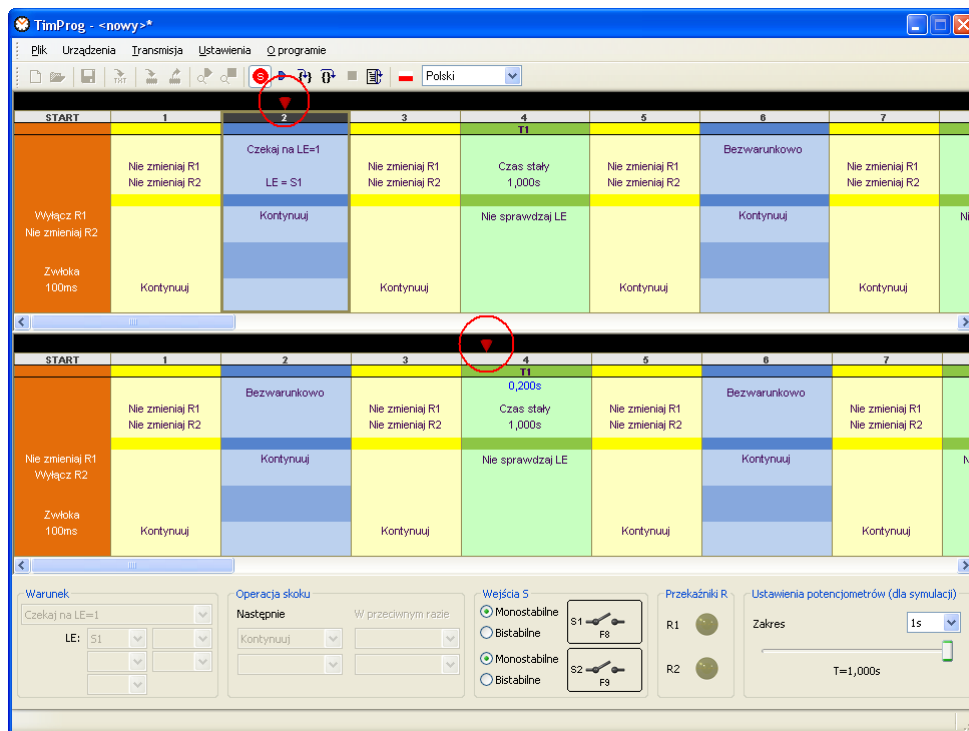 TimProg - <nowy>*
Plik Urządzenia Transmisja Ustawienia O programie
TXT S Polski
START 1 2 3 4 5 6 7
T1
Czekaj na LE=1 Bezwarunkowo
Nie zmieniaj R1 Nie zmieniaj R1 Czas stały Nie zmieniaj R1 Nie zmieniaj R1
Nie zmieniaj R2 LE = S1 Nie zmieniaj R2 1,000s Nie zmieniaj R2 Nie zmieniaj R2
Wyłącz R1 Kontynuuj Nie sprawdzaj LE Kontynuuj Ni
Nie zmieniaj R2
Zwłoka
100ms Kontynuuj Kontynuuj Kontynuuj Kontynuuj
START 1 2 3 4 5 6 7
T1
0,200s
Bezwarunkowo Bezwarunkowo
Nie zmieniaj R1 Nie zmieniaj R1 Czas stały Nie zmieniaj R1 Nie zmieniaj R1
Nie zmieniaj R2 Nie zmieniaj R2 1,000s Nie zmieniaj R2 Nie zmieniaj R2
Nie zmieniaj R1 Kontynuuj Nie sprawdzaj LE Kontynuuj N
Wyłącz R2
Zwłoka
100ms Kontynuuj Kontynuuj Kontynuuj Kontynuuj
Warunek Operacja skoku Wejścia S Przekaźniki R Ustawienia potencjometrów (dla symulacji)
Czekaj na LE=1 Następnie W przeciwnym razie Monostabilne S1 F8 R1 Zakres 1s
LE: S1 Kontynuuj Bistabilne
Monostabilne S2 F9 R2 T=1,000s
Bistabilne